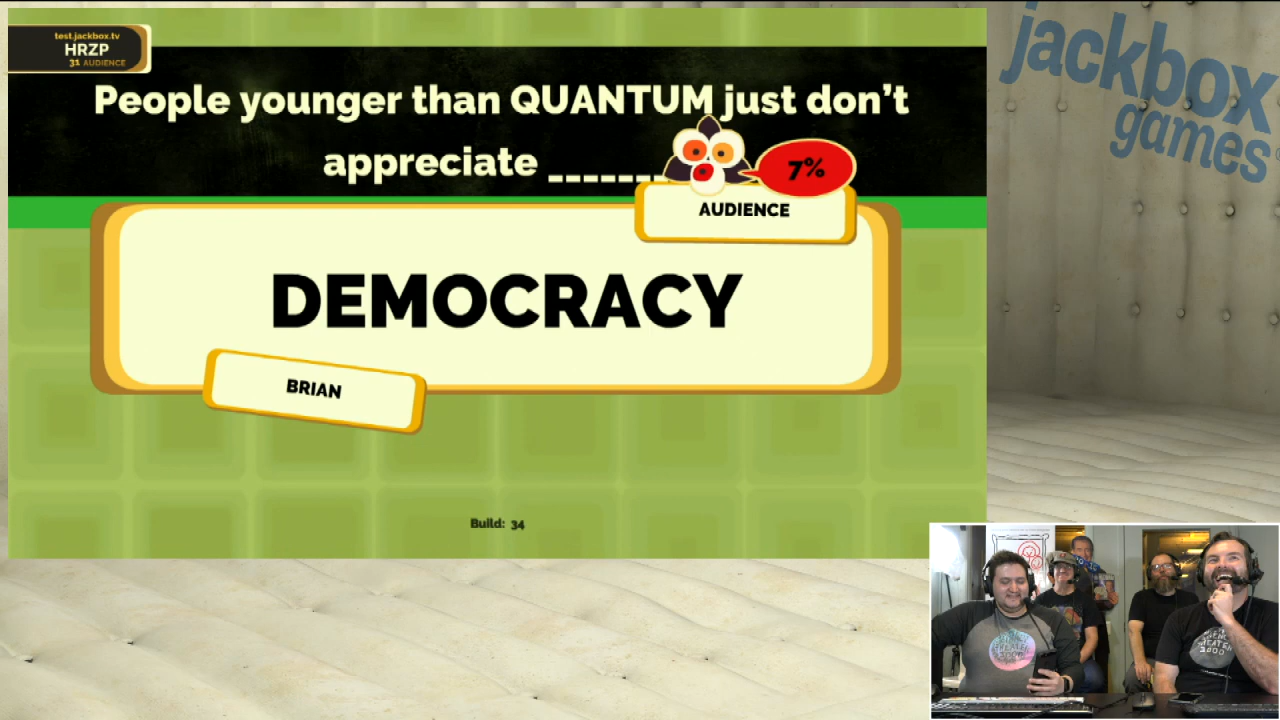 test.jackbox.tv
HRZP
31 AUDIENCE
People younger than QUANTUM just don't
appreciate _______
7%
AUDIENCE
DEMOCRACY
BRIAN
Build: 34
jackbox
games